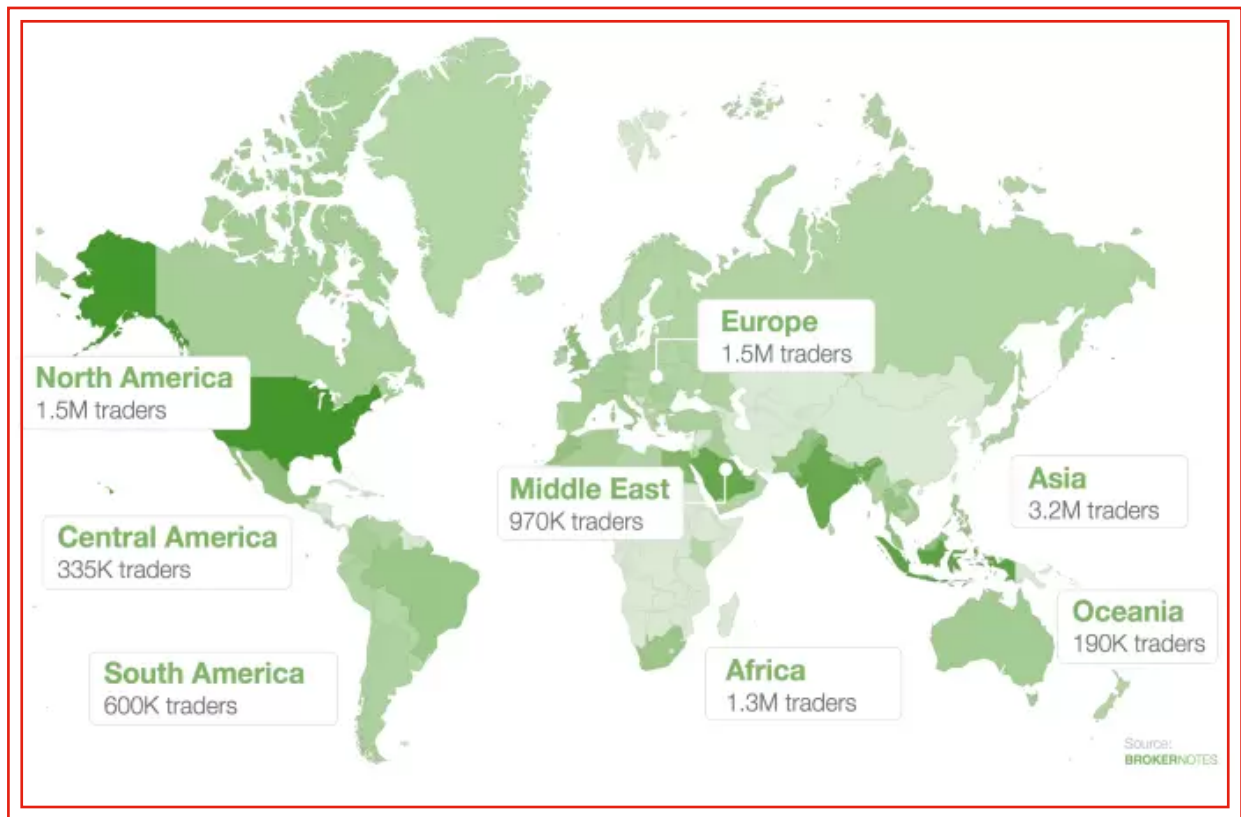 Europe
1.5M traders
North America
1.5M traders
Middle East
970K traders
Asia
3.2M traders
Central America
335K traders
Oceania
190K traders
South America
600K traders
Africa
1.3M traders
Source:
BROKERNOTES